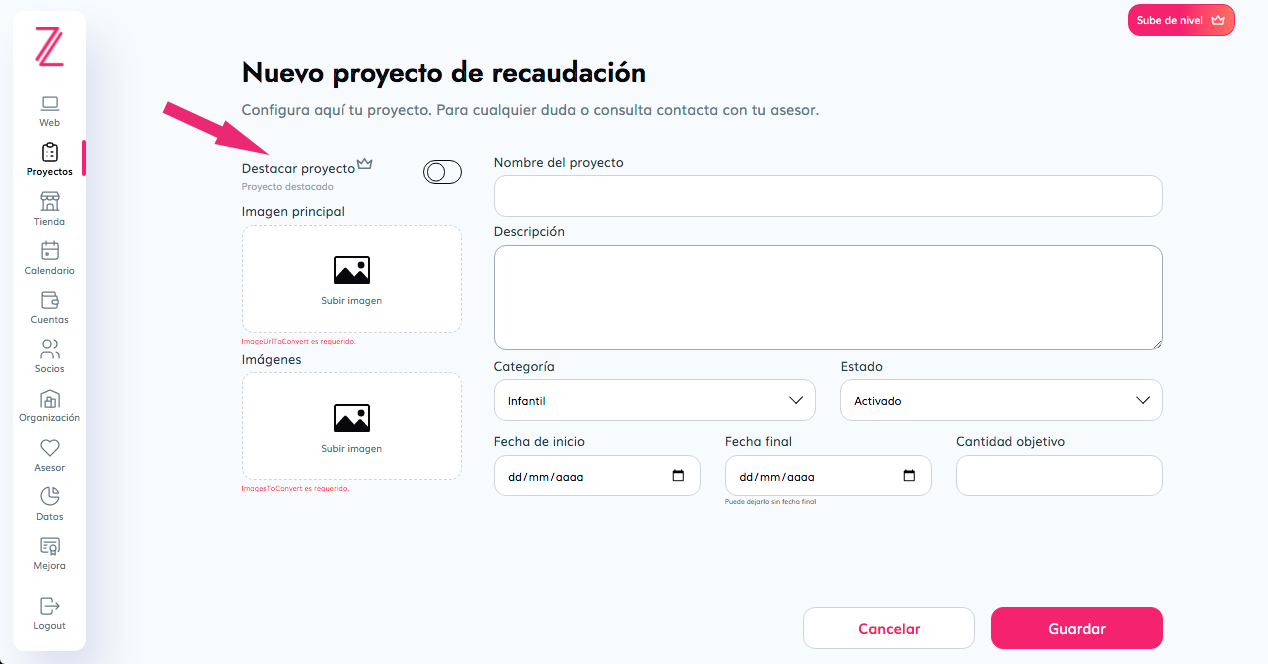 Sube de nivel
Web
Proyectos
Tienda
Calendario
Cuentas
Socios
Organización
Asesor
Datos
Mejora
Logout
Nuevo proyecto de recaudación
Configura aquí tu proyecto. Para cualquier duda o consulta contacta con tu asesor.
Destacar proyecto
Proyecto destacado
Imagen principal
Subir imagen
ImageUrlToConvert es requerido.
Imágenes
Subir imagen
ImagesToConvert es requerido.
Nombre del proyecto
Descripción
Categoría
Infantil
Estado
Activado
Fecha de inicio
dd/mm/aaaa
Fecha final
dd/mm/aaaa
Puede dejarlo sin fecha final
Cantidad objetivo
Cancelar
Guardar